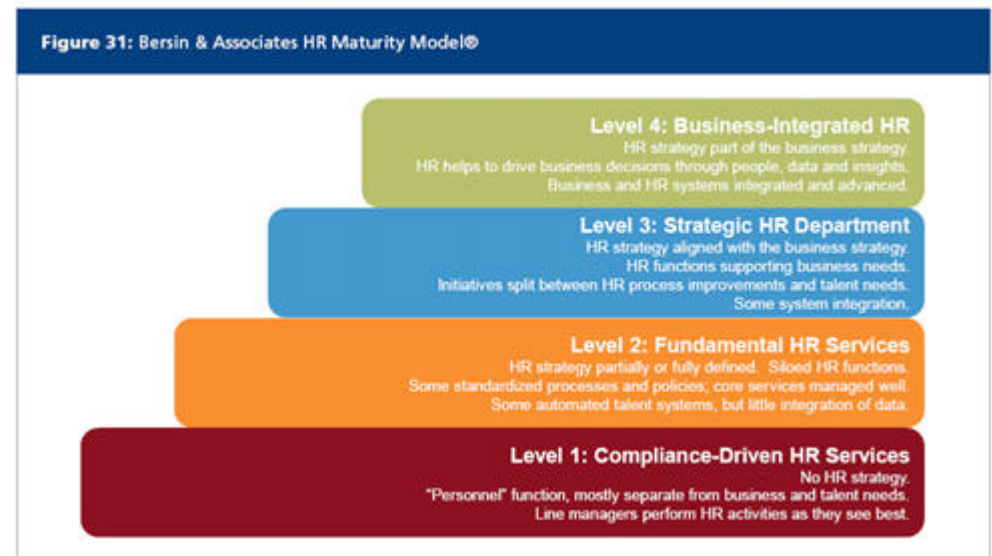 Figure 31: Bersin & Associates HR Maturity Model®
Level 4: Business-Integrated HR
HR strategy part of the business strategy.
HR helps to drive business decisions through people, data and insights.
Business and HR systems integrated and advanced.
Level 3: Strategic HR Department
HR strategy aligned with the business strategy.
HR functions supporting business needs.
Initiatives split between HR process improvements and talent needs.
Some system integration.
Level 2: Fundamental HR Services
HR strategy partially or fully defined. Siloed HR functions.
Some standardized processes and policies; core services managed well.
Some automated talent systems, but little integration of data.
Level 1: Compliance-Driven HR Services
No HR strategy.
"Personnel" function, mostly separate from business and talent needs.
Line managers perform HR activities as they see best.